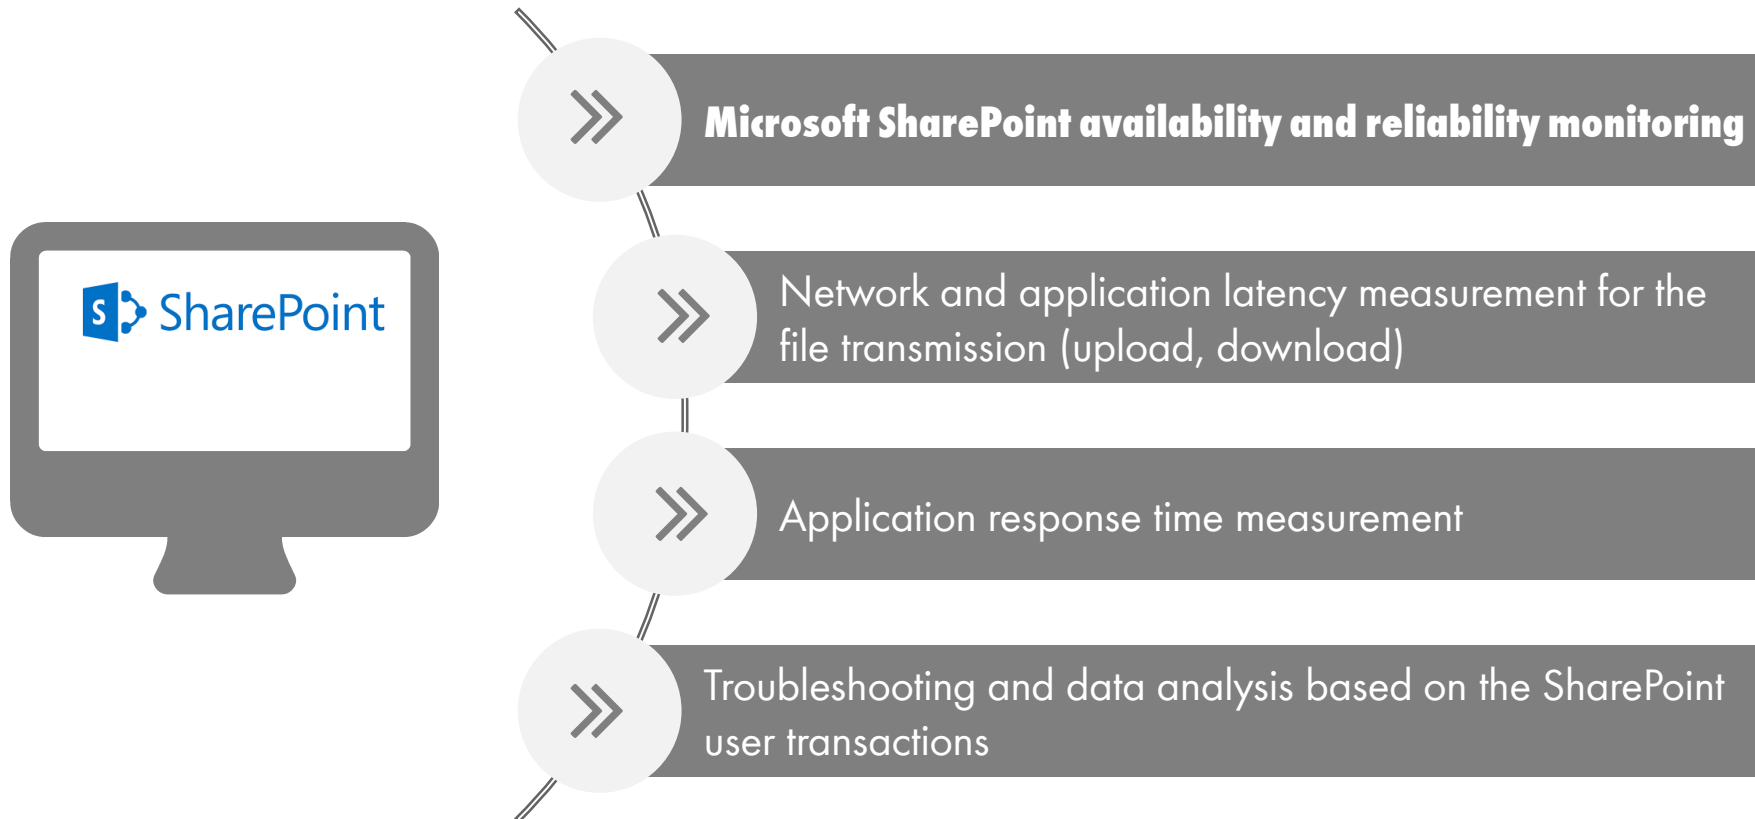 Microsoft SharePoint availability and reliability monitoring
S SharePoint
Network and application latency measurement for the
file transmission (upload, download)
Application response time measurement
Troubleshooting and data analysis based on the SharePoint
user transactions